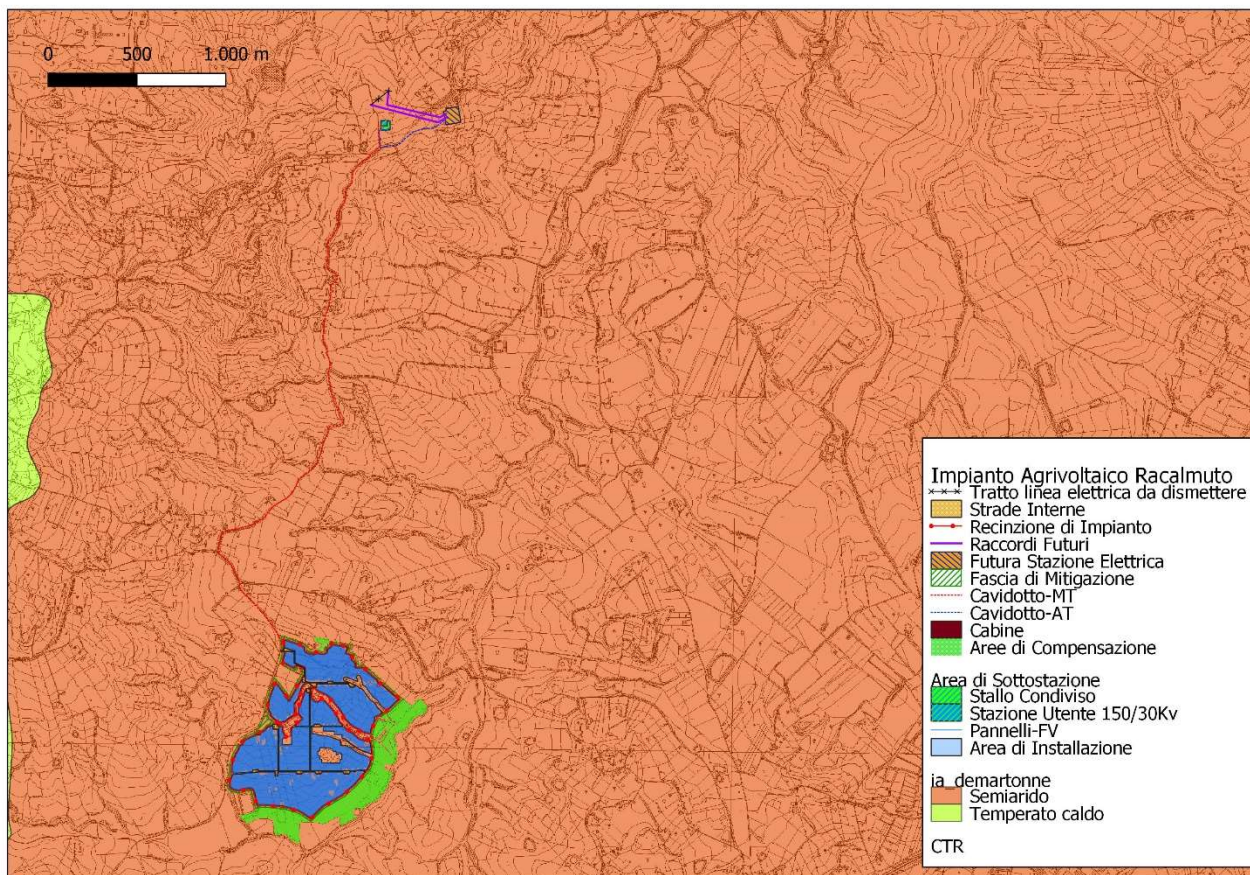 0 500 1.000 m
Impianto Agrivoltaico Racalmuto
Tratto linea elettrica da dismettere
Strade Interne
Recinzione di Impianto
Raccordi Futuri
Futura Stazione Elettrica
Fascia di Mitigazione
Cavidotto-MT
Cavidotto-AT
Cabine
Aree di Compensazione
Area di Sottostazione
Stallo Condiviso
Stazione Utente 150/30Kv
Pannelli-FV
Area di Installazione
ia_demartonne
Semiarido
Temperato caldo
CTR